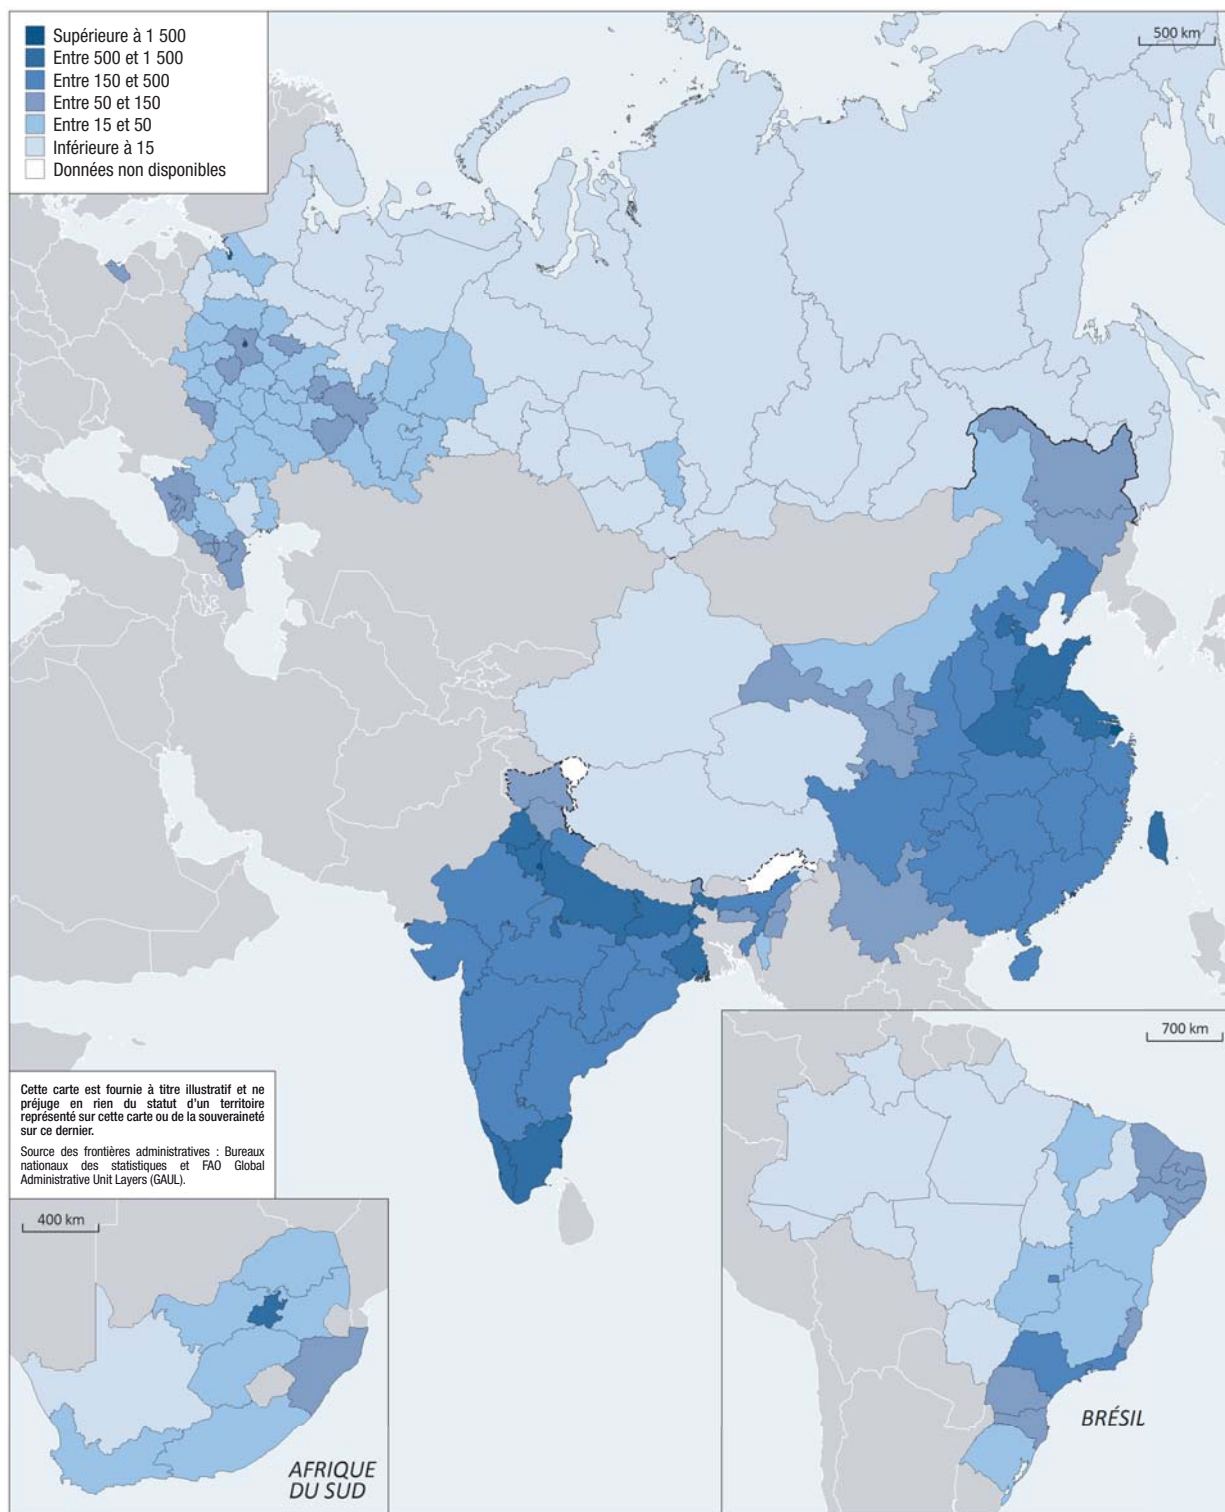 Supérieure à 1 500
Entre 500 et 1 500
Entre 150 et 500
Entre 50 et 150
Entre 15 et 50
Inférieure à 15
Données non disponibles
500 km
Cette carte est fournie à titre illustratif et ne
préjuge en rien du statut d'un territoire
représenté sur cette carte ou de la souveraineté
sur ce dernier.
Source des frontières administratives : Bureaux
nationaux des statistiques et FAO Global
Administrative Unit Layers (GAUL).
400 km
AFRIQUE
DU SUD
700 km
BRÉSIL